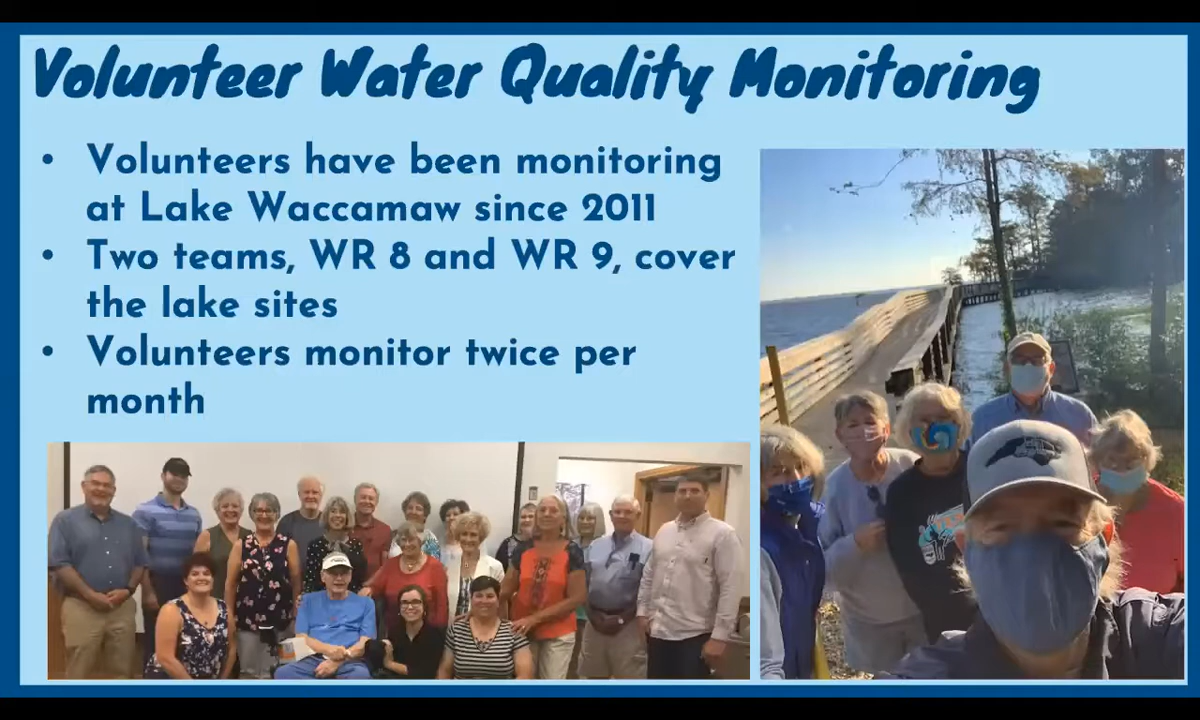 Volunteer Water Quality Monitoring
• Volunteers have been monitoring
at Lake Waccamaw since 2011
• Two teams, WR 8 and WR 9, cover
the lake sites
• Volunteers monitor twice per
month